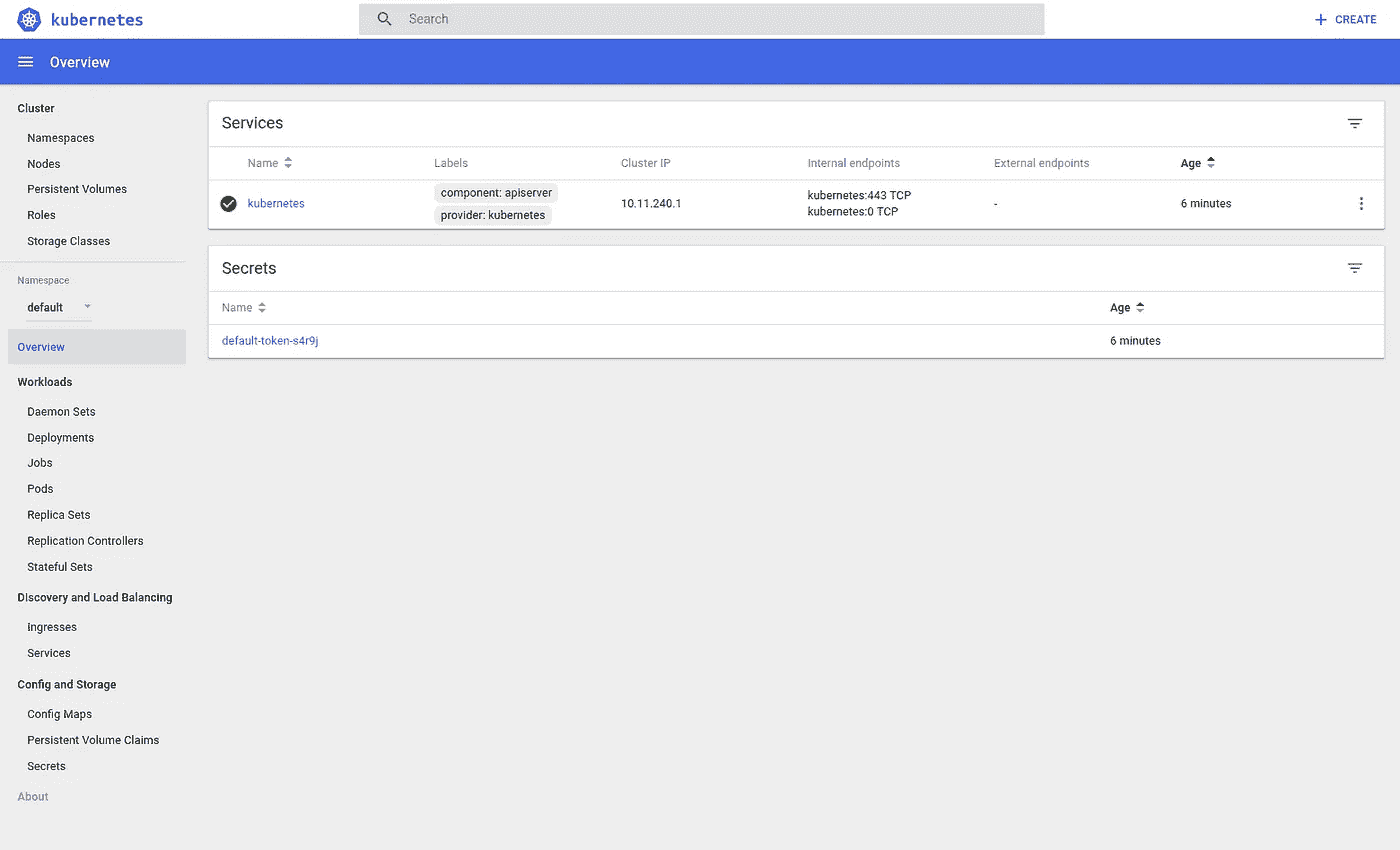 kubernetes
Search
CREATE
Overview
Cluster
Namespaces
Nodes
Persistent Volumes
Roles
Storage Classes
Namespace
default
Overview
Workloads
Daemon Sets
Deployments
Jobs
Pods
Replica Sets
Replication Controllers
Stateful Sets
Discovery and Load Balancing
Ingresses
Services
Config and Storage
Config Maps
Persistent Volume Claims
Secrets
About
Services
Name Labels Cluster IP Internal endpoints External endpoints Age
kubernetes component: apiserver provider: kubernetes 10.11.240.1 kubernetes:443 TCP kubernetes:0 TCP - 6 minutes
Secrets
Name Age
default-token-s4r9j 6 minutes